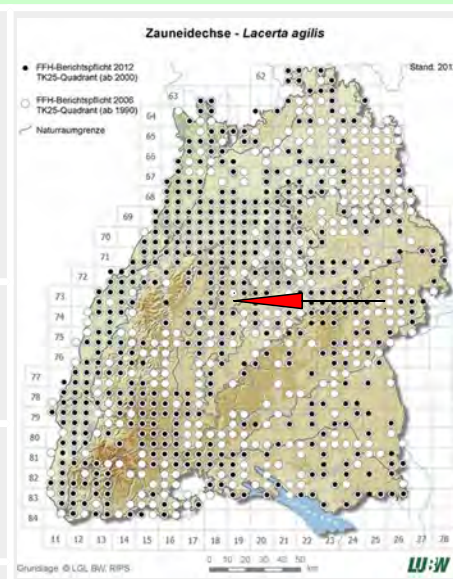 Zauneidechse - Lacerta agilis
FFH-Berichtspflicht 2012
TK25-Quadrant (ab 2000)
FFH-Berichtspflicht 2006
TK25-Quadrant (ab 1990)
Naturraumgrenze
Stand: 201
62
63
64
65
66
67
68
69
70
71
72
73
74
75
76
77
78
79
80
81
82
83
84
11 12 13 14 15 16 17 18 19 20 21 22 23 24 25 26 27 28
0 10 20 30 40 50
km
Grundlage © LGL BW, RIPS
LUBW